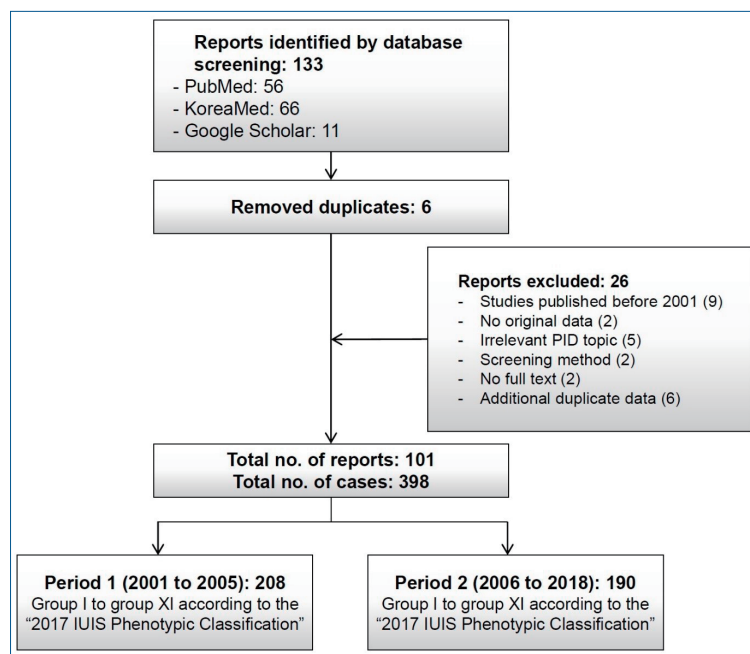 Reports identified by database
screening: 133
- PubMed: 56
- KoreaMed: 66
- Google Scholar: 11
Removed duplicates: 6
Reports excluded: 26
- Studies published before 2001 (9)
- No original data (2)
- Irrelevant PID topic (5)
- Screening method (2)
- No full text (2)
- Additional duplicate data (6)
Total no. of reports: 101
Total no. of cases: 398
Period 1 (2001 to 2005): 208
Group I to group XI according to the
“2017 IUIS Phenotypic Classification”
Period 2 (2006 to 2018): 190
Group I to group XI according to the
“2017 IUIS Phenotypic Classification”